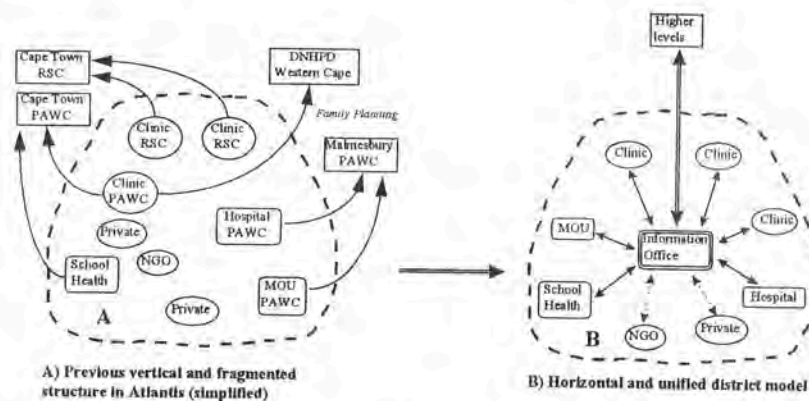 Cape Town
RSC
Cape Town
PAWC
DNHPD
Western Cape
Family Planning
Clinic
RSC
Clinic
RSC
Malmesbury
PAWC
Clinic
PAWC
Private
Hospital
PAWC
School
Health
NGO
MOU
PAWC
A
Private
A) Previous vertical and fragmented
structure in Atlantis (simplified)
Higher
levels
Clinic
Clinic
Clinic
MOU
Information
Office
School
Health
Hospital
B
NGO
Private
B) Horizontal and unified district model